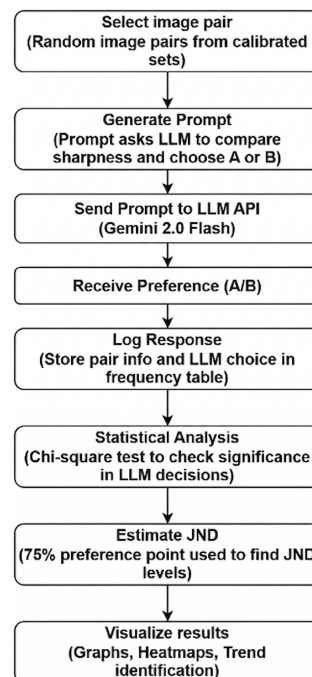 Select image pair
(Random image pairs from calibrated
sets)
Generate Prompt
(Prompt asks LLM to compare
sharpness and choose A or B)
Send Prompt to LLM API
(Gemini 2.0 Flash)
Receive Preference (A/B)
Log Response
(Store pair info and LLM choice in
frequency table)
Statistical Analysis
(Chi-square test to check significance
in LLM decisions)
Estimate JND
(75% preference point used to find JND
levels)
Visualize results
(Graphs, Heatmaps, Trend
identification)